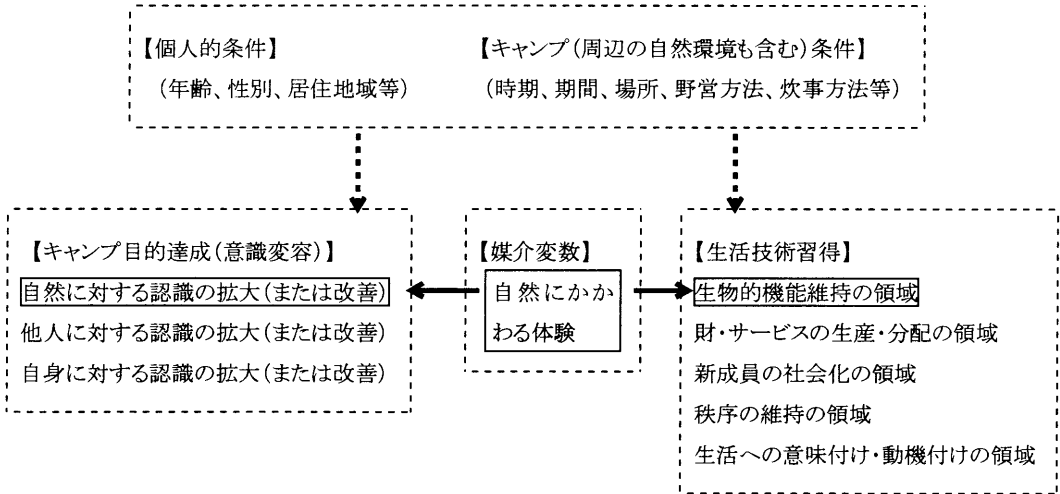 【個人的条件】
(年齢、性別、居住地域等)
【キャンプ(周辺の自然環境も含む)条件】
(時期、期間、場所、野営方法、炊事方法等)
【キャンプ目的達成(意識変容)】
自然に対する認識の拡大(または改善)
他人に対する認識の拡大(または改善)
自身に対する認識の拡大(または改善)
【媒介変数】
自然にかか
わる体験
【生活技術習得】
生物的機能維持の領域
財・サービスの生産・分配の領域
新成員の社会化の領域
秩序の維持の領域
生活への意味付け・動機付けの領域